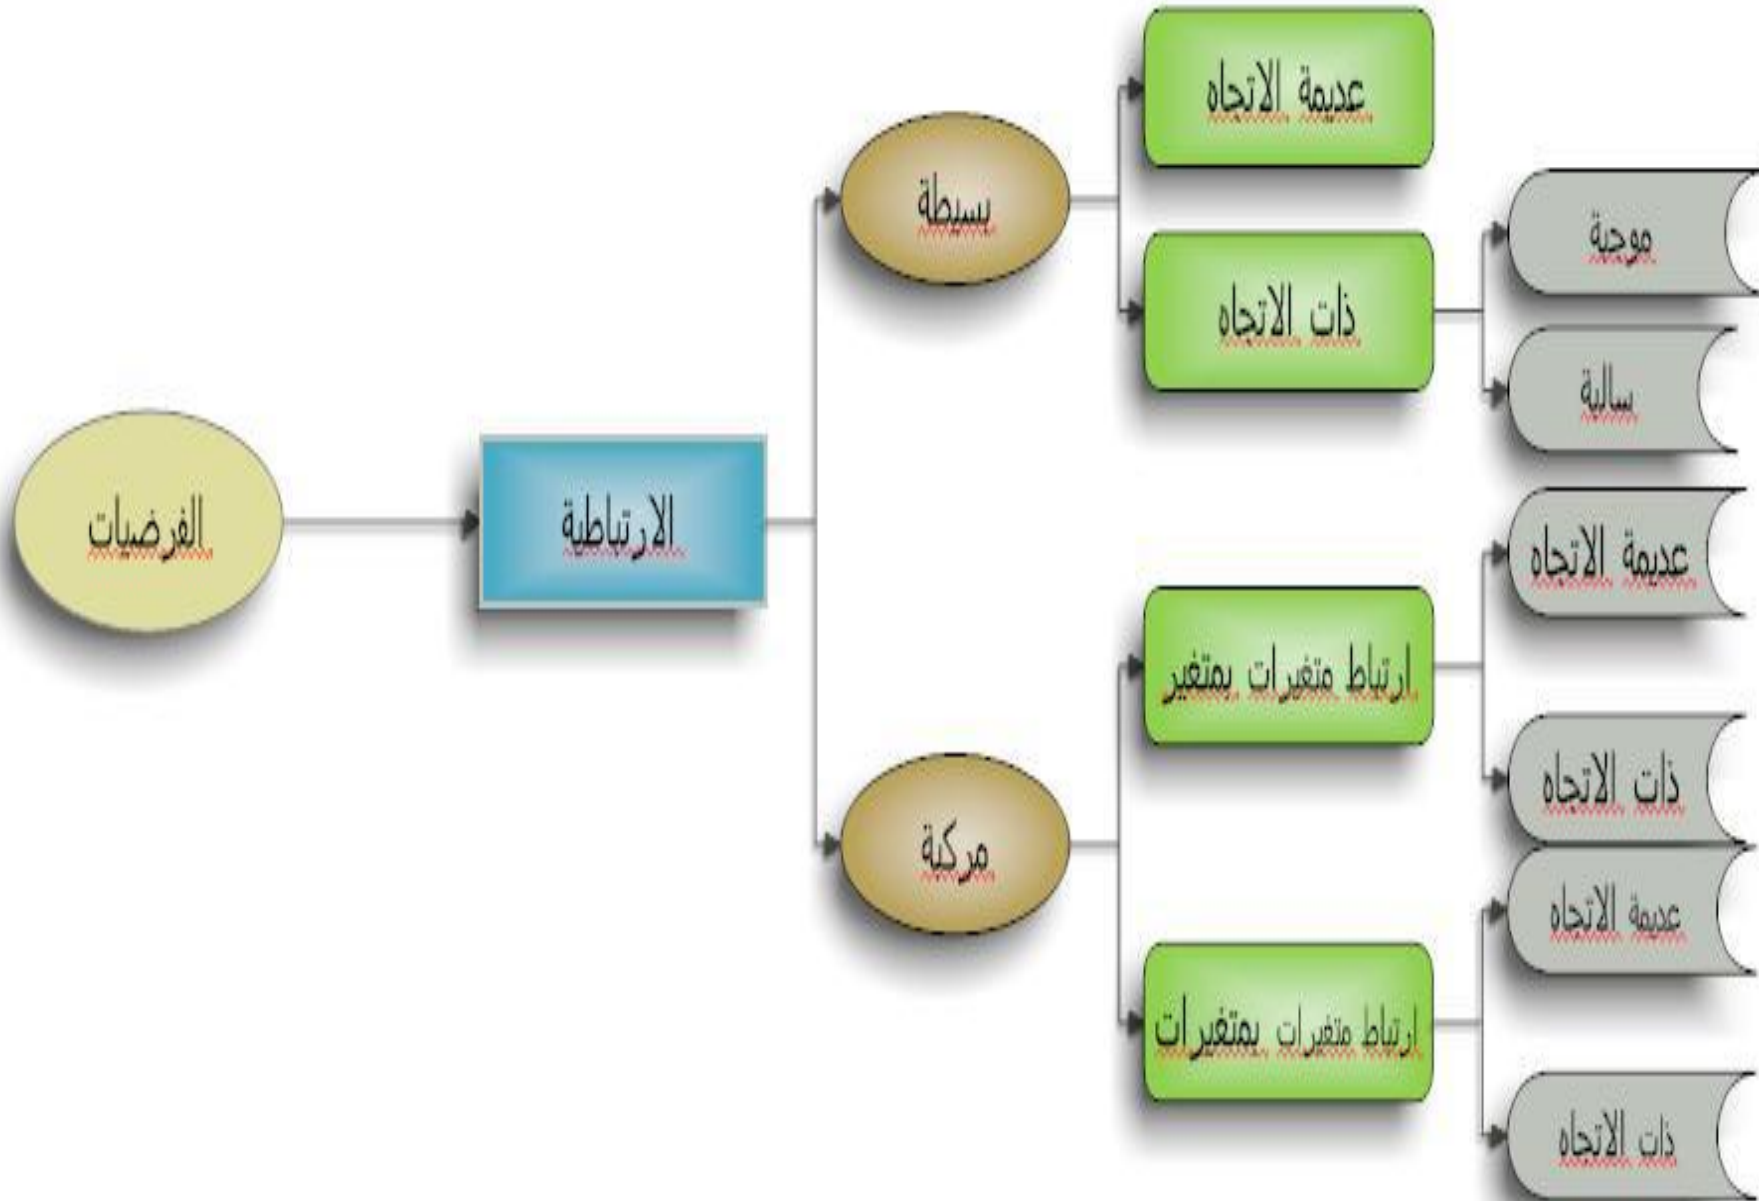 الفرضيات
الارتباطية
بسيطة
عديمة الاتجاه
ذات الاتجاه
موجبة
سالبة
مركبة
ارتباط متغيرات بمتغير
عديمة الاتجاه
ذات الاتجاه
ارتباط متغيرات بمتغيرات
عديمة الاتجاه
ذات الاتجاه